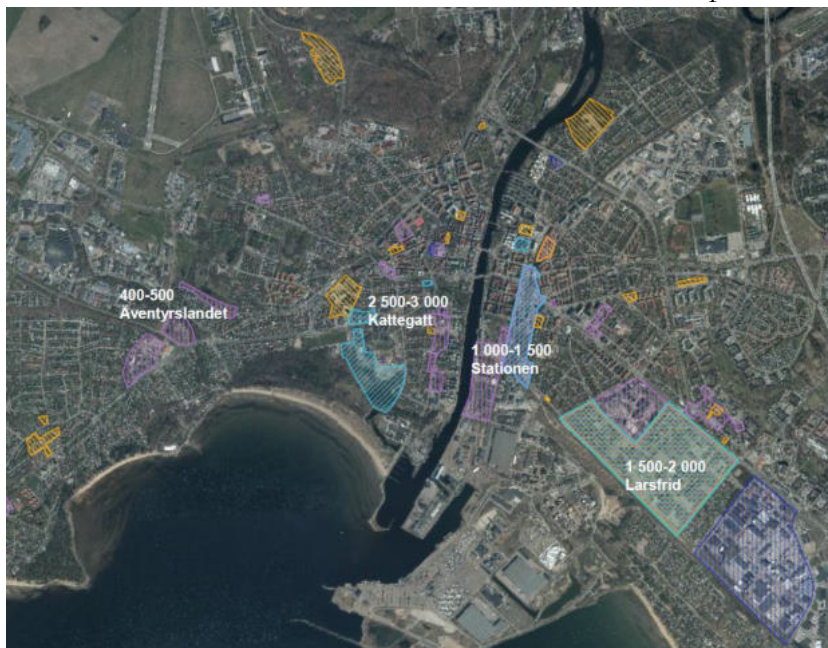 400-500
Äventyrslandet
2 500-3 000
Kattegatt
1 000-1 500
Stationen
1 500-2 000
Larsfrid